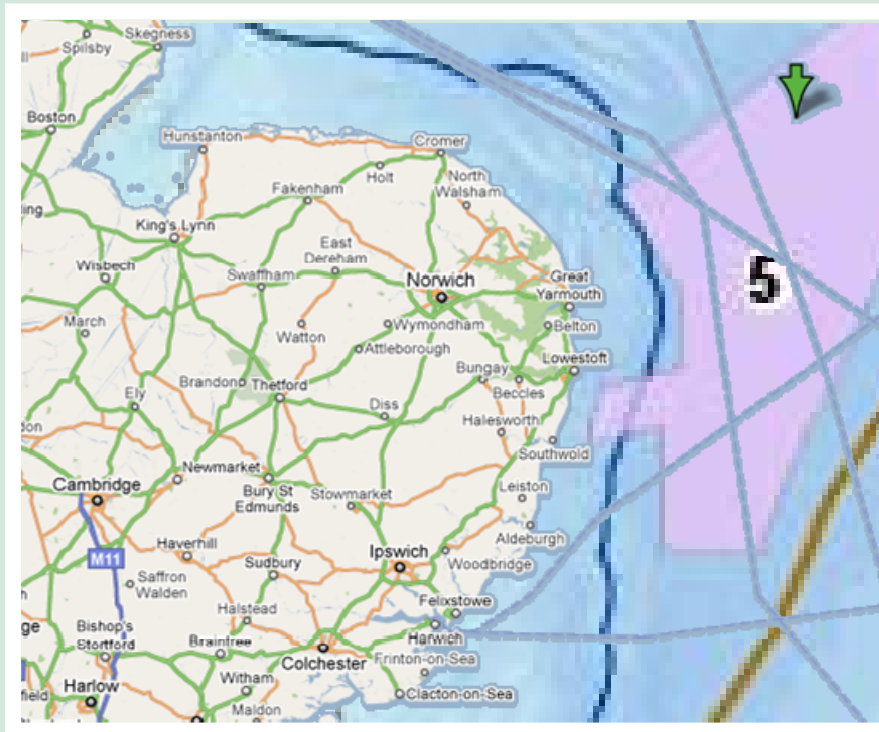 Skegness
Spilsby
Boston
Hunstanton
Cromer
Holt
North
Walsham
Fakenham
King's Lynn
East
Dereham
Wisbech
Swaffham
Norwich
Great
Yarmouth
5
March
Watton
Wymondham
Belton
Attleborough
Lowestoft
Bungay
Brandon
Thetford
Beccles
Ely
Diss
Halesworth
Southwold
Newmarket
Cambridge
Bury St
Edmunds
Stowmarket
Leiston
Aldeburgh
Haverhill
Ipswich
M11
Sudbury
Woodbridge
Saffron
Walden
Halstead
Felixstowe
Bishop's
Stortford
Braintree
Harwich
Colchester
Frinton-on-Sea
Witham
Harlow
Clacton-on-Sea
Maldon